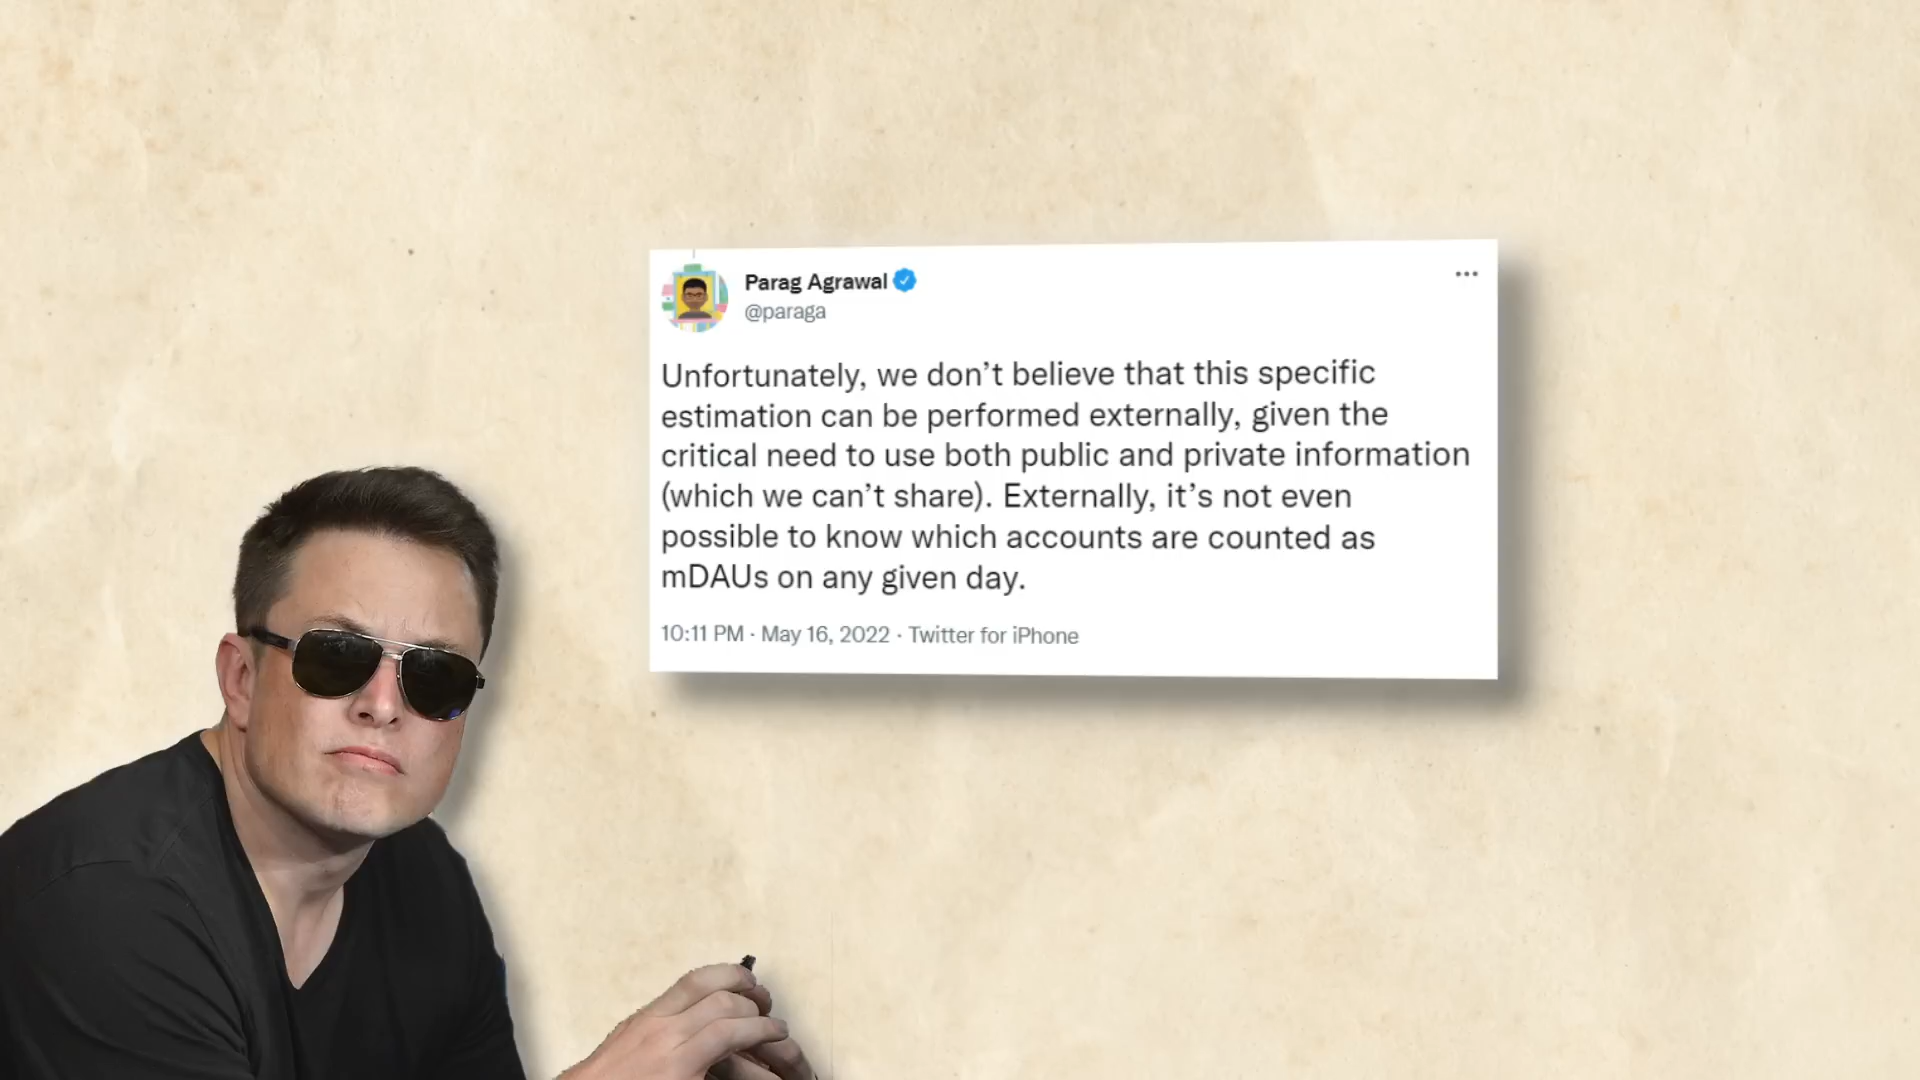 Parag Agrawal
@paraga
Unfortunately, we don’t believe that this specific
estimation can be performed externally, given the
critical need to use both public and private information
(which we can’t share). Externally, it’s not even
possible to know which accounts are counted as
mDAUs on any given day.
10:11 PM · May 16, 2022 · Twitter for iPhone